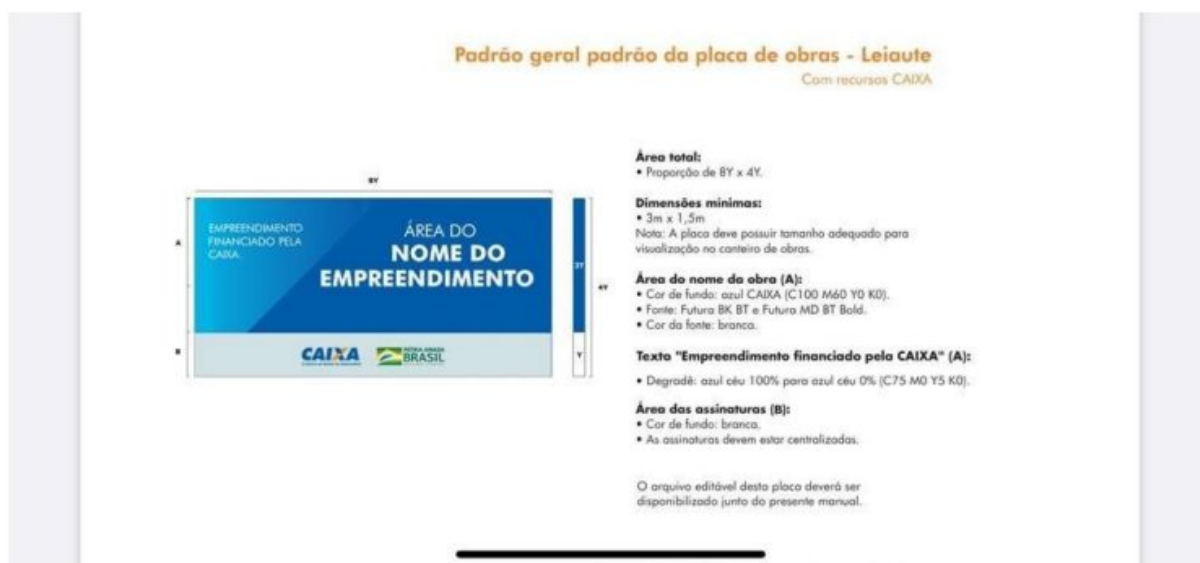 Padrão geral padrão da placa de obras - Leiaute
Com recursos CAIXA
8Y
A
B
EMPREENDIMENTO
FINANCIADO PELA
CAIXA.
ÁREA DO
NOME DO
EMPREENDIMENTO
CAIXA
PÁTRIA AMADA
BRASIL
3Y
Y
4Y
Área total:
• Proporção de 8Y x 4Y.
Dimensões mínimas:
• 3m x 1,5m
Nota: A placa deve possuir tamanho adequado para
visualização no canteiro de obras.
Área do nome da obra (A):
• Cor de fundo: azul CAIXA (C100 M60 Y0 K0).
• Fonte: Futura BK BT e Futura MD BT Bold.
• Cor da fonte: branca.
Texto "Empreendimento financiado pela CAIXA" (A):
• Degradê: azul céu 100% para azul céu 0% (C75 M0 Y5 K0).
Área das assinaturas (B):
• Cor de fundo: branca.
• As assinaturas devem estar centralizadas.
O arquivo editável desta placa deverá ser
disponibilizado junto do presente manual.